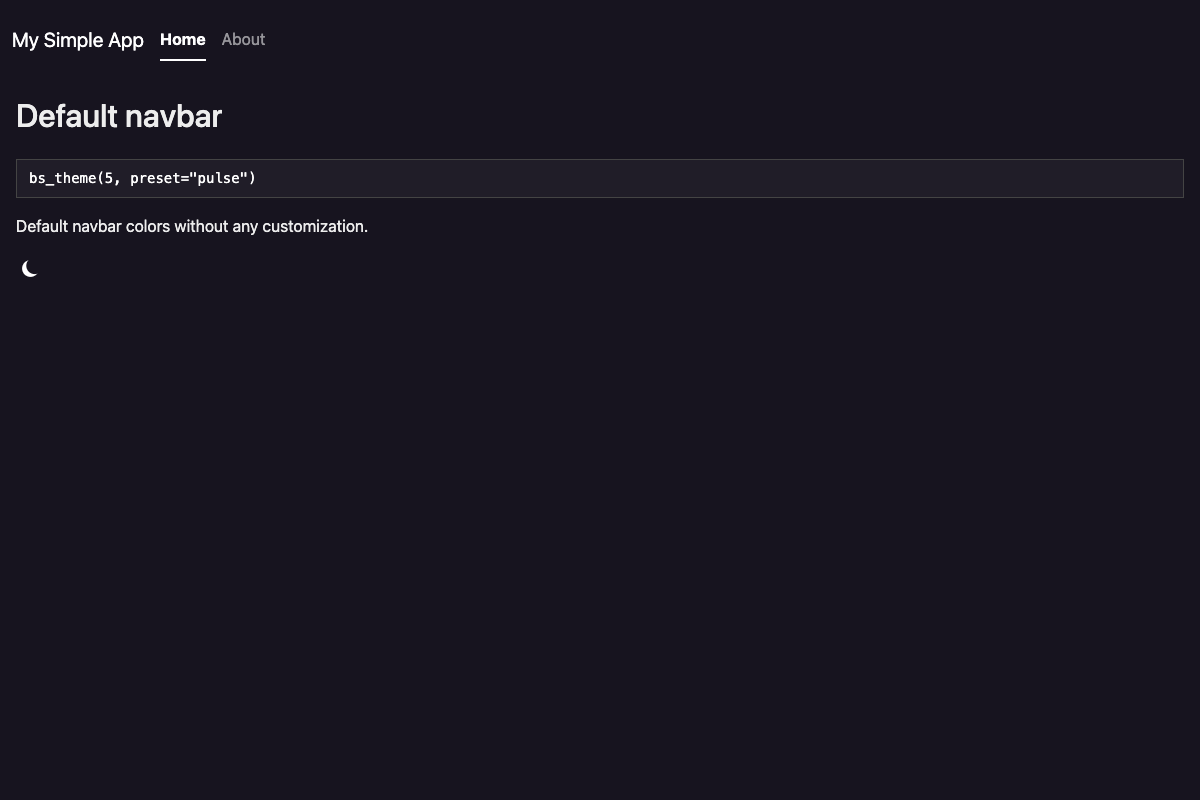 My Simple App Home About
Default navbar
bs_theme(5, preset="pulse")
Default navbar colors without any customization.